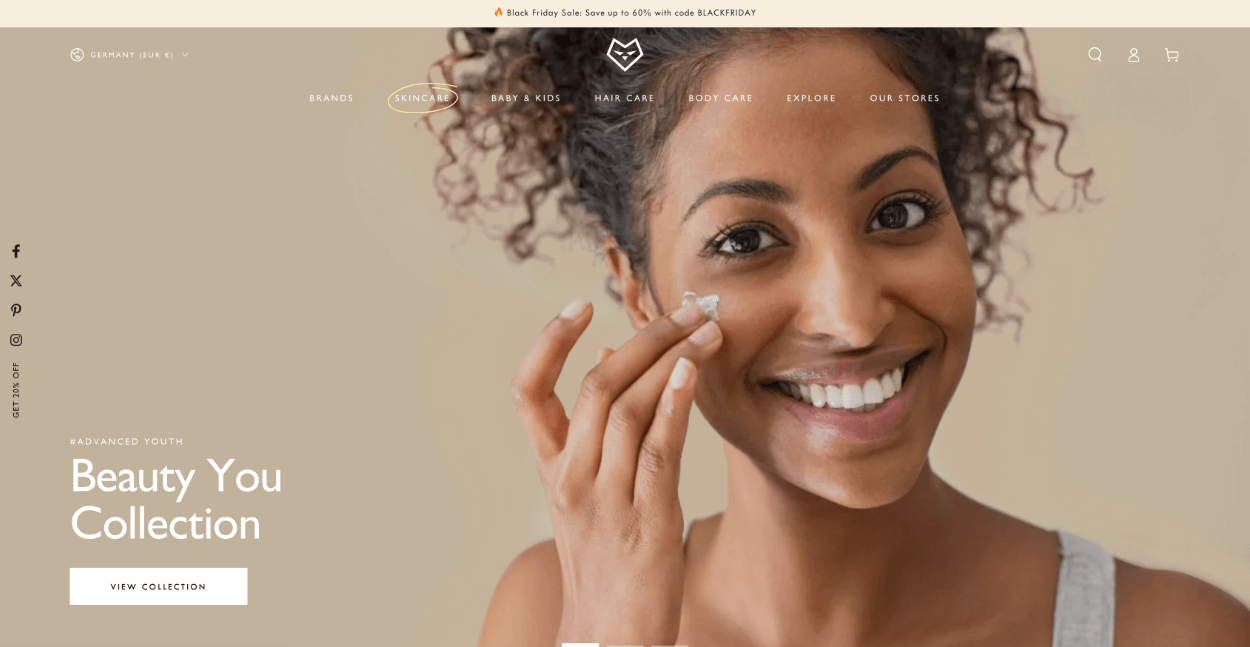 🔥 Black Friday Sale: Save up to 60% with code BLACKFRIDAY
GERMANY (EUR €)
BRANDS SKINCARE BABY & KIDS HAIR CARE BODY CARE EXPLORE OUR STORES
GET 20% OFF
#ADVANCED YOUTH
Beauty You
Collection
VIEW COLLECTION